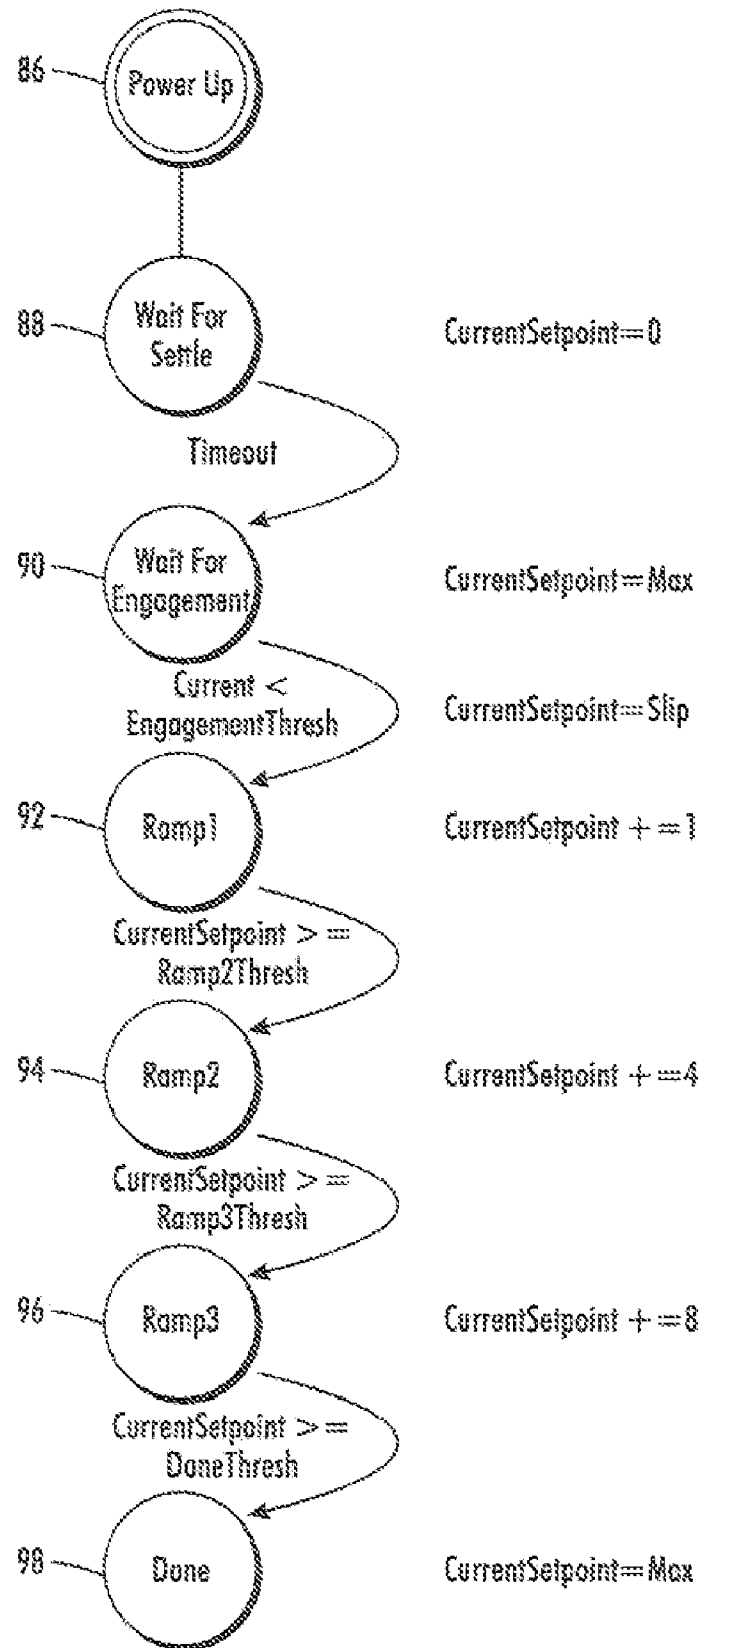 86
Power Up
88
Wait For
Settle
CurrentSetpoint=0
Timeout
90
Wait For
Engagement
CurrentSetpoint=Max
Current <
EngagementThresh
CurrentSetpoint=Slip
92
Ramp1
CurrentSetpoint +=1
CurrentSetpoint >=
Ramp2Thresh
94
Ramp2
CurrentSetpoint +=4
CurrentSetpoint >=
Ramp3Thresh
96
Ramp3
CurrentSetpoint +=8
CurrentSetpoint >=
DoneThresh
98
Done
CurrentSetpoint=Max